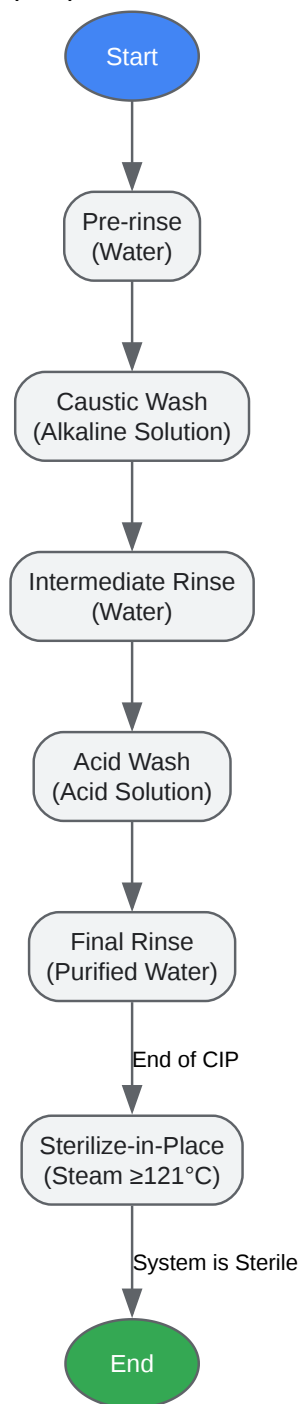 Start
Pre-rinse
(Water)
Caustic Wash
(Alkaline Solution)
Intermediate Rinse
(Water)
Acid Wash
(Acid Solution)
Final Rinse
(Purified Water)
End of CIP
Sterilize-in-Place
(Steam ≥121°C)
System is Sterile
End